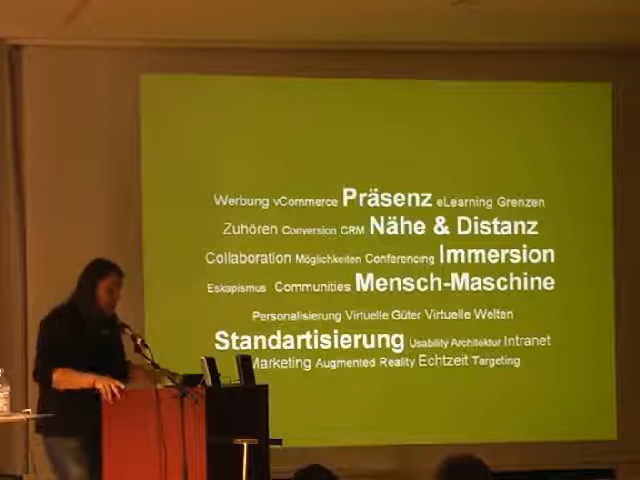 Werbung vCommerce Präsenz eLearning Grenzen
Zuhören Conversion CRM Nähe & Distanz
Collaboration Möglichkeiten Conferencing Immersion
Eskapismus Communities Mensch-Maschine
Personalisierung Virtuelle Güter Virtuelle Welten
Standartisierung Usability Architektur Intranet
Marketing Augmented Reality Echtzeit Targeting